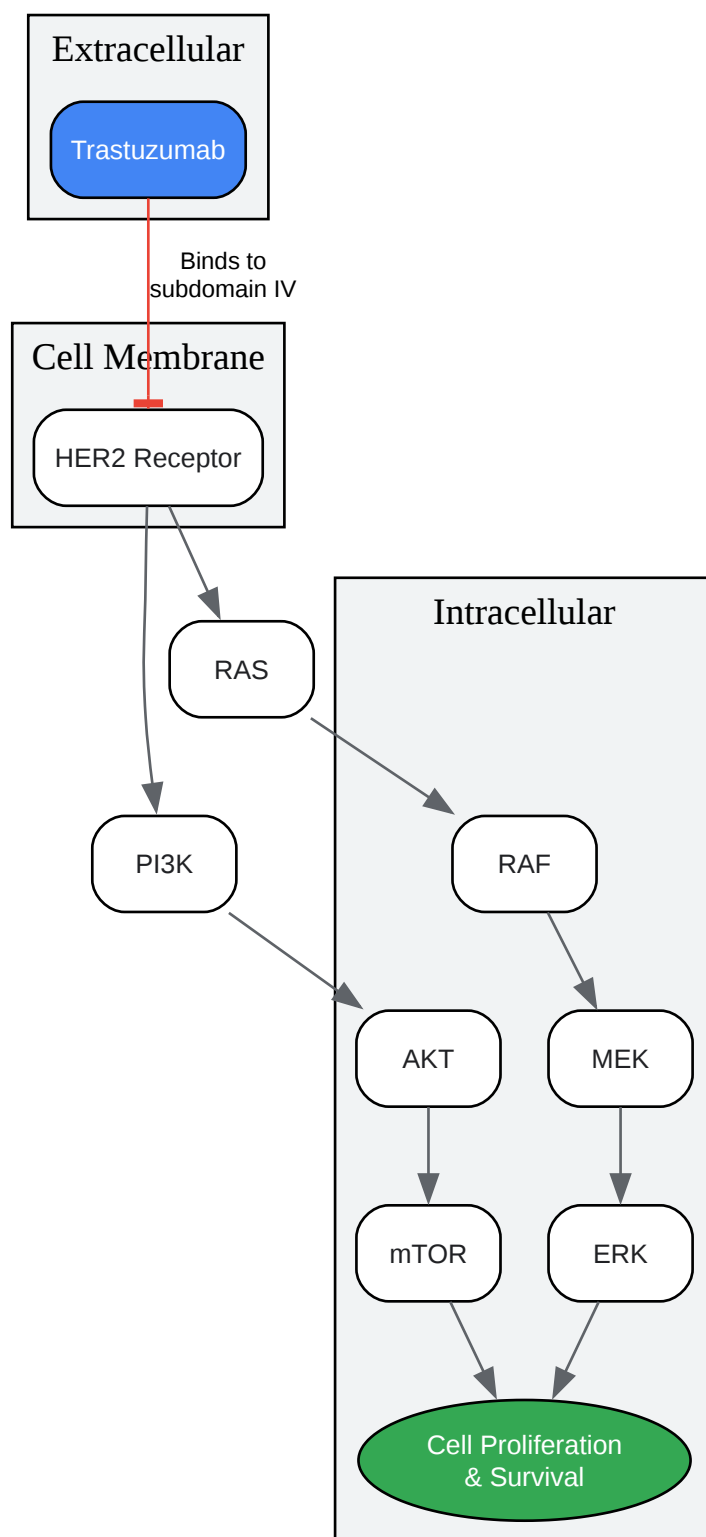 Extracellular
Trastuzumab
Binds to
subdomain IV
Cell Membrane
HER2 Receptor
Intracellular
RAS
PI3K
RAF
AKT
MEK
mTOR
ERK
Cell Proliferation
& Survival